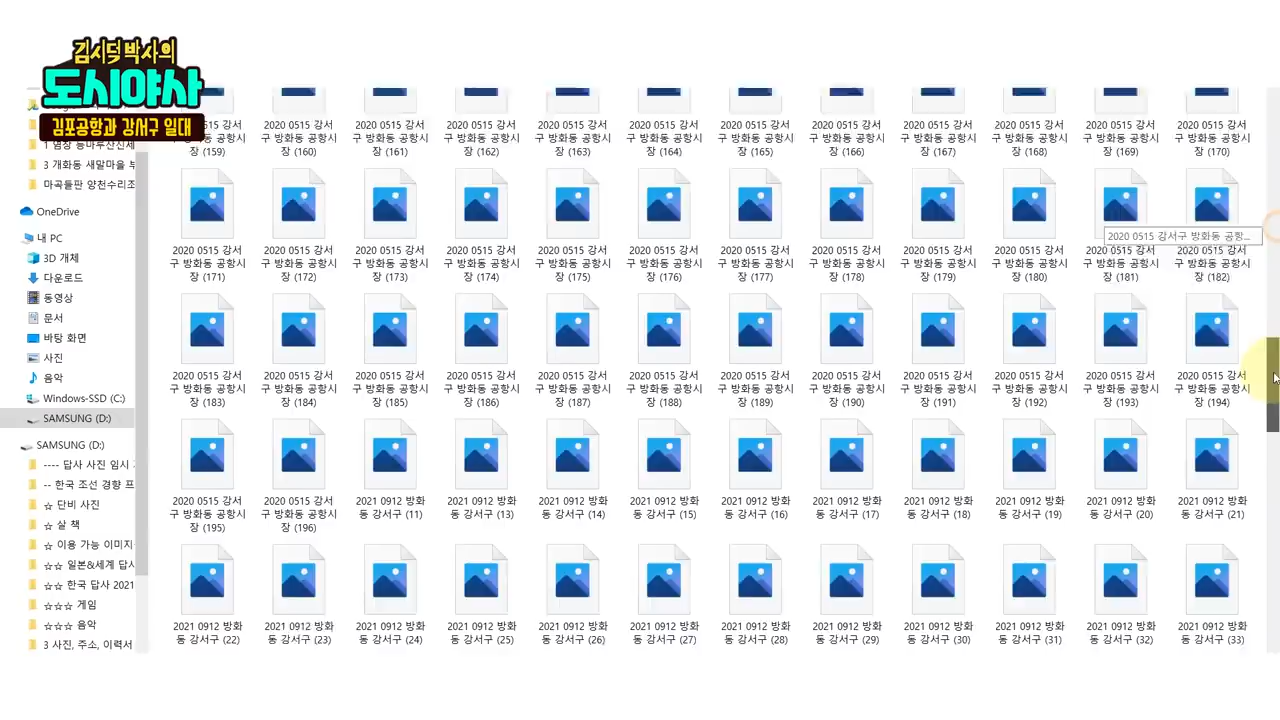 김시덕박사의
도시야사
김포공항과 강서구 일대
3 개화동 새말마을 부
마곡들판 양천수리조
OneDrive
내 PC
3D 개체
다운로드
동영상
문서
바탕 화면
사진
음악
Windows-SSD (C:)
SAMSUNG (D:)
SAMSUNG (D:)
---- 답사 사진 임시
-- 한국 조선 경향 프
☆ 단비 사진
☆ 살 책
☆ 이용 가능 이미지
☆☆ 일본&세계 답사
☆☆ 한국 답사 2021
☆☆☆ 게임
☆☆☆ 음악
3 사진, 주소, 이력서
0515 강서 2020 0515 강서 2020 0515 강서 2020 0515 강서 2020 0515 강서 2020 0515 강서 2020 0515 강서 2020 0515 강서 2020 0515 강서 2020 0515 강서 2020 0515 강서 2020 0515 강서
구 방화동 공항시 구 방화동 공항시 구 방화동 공항시 구 방화동 공항시 구 방화동 공항시 구 방화동 공항시 구 방화동 공항시 구 방화동 공항시 구 방화동 공항시 구 방화동 공항시 구 방화동 공항시 구 방화동 공항시
장 (159) 장 (160) 장 (161) 장 (162) 장 (163) 장 (164) 장 (165) 장 (166) 장 (167) 장 (168) 장 (169) 장 (170)
2020 0515 강서구 방화동 공항...
2020 0515 강서 2020 0515 강서 2020 0515 강서 2020 0515 강서 2020 0515 강서 2020 0515 강서 2020 0515 강서 2020 0515 강서 2020 0515 강서 2020 0515 강서 2020 0515 강서 2020 0515 강서
구 방화동 공항시 구 방화동 공항시 구 방화동 공항시 구 방화동 공항시 구 방화동 공항시 구 방화동 공항시 구 방화동 공항시 구 방화동 공항시 구 방화동 공항시 구 방화동 공항시 구 방화동 공항시 구 방화동 공항시
장 (171) 장 (172) 장 (173) 장 (174) 장 (175) 장 (176) 장 (177) 장 (178) 장 (179) 장 (180) 장 (181) 장 (182)
2020 0515 강서 2020 0515 강서 2020 0515 강서 2020 0515 강서 2020 0515 강서 2020 0515 강서 2020 0515 강서 2020 0515 강서 2020 0515 강서 2020 0515 강서 2020 0515 강서 2020 0515 강서
구 방화동 공항시 구 방화동 공항시 구 방화동 공항시 구 방화동 공항시 구 방화동 공항시 구 방화동 공항시 구 방화동 공항시 구 방화동 공항시 구 방화동 공항시 구 방화동 공항시 구 방화동 공항시 구 방화동 공항시
장 (183) 장 (184) 장 (185) 장 (186) 장 (187) 장 (188) 장 (189) 장 (190) 장 (191) 장 (192) 장 (193) 장 (194)
2020 0515 강서 2020 0515 강서 2021 0912 방화 2021 0912 방화 2021 0912 방화 2021 0912 방화 2021 0912 방화 2021 0912 방화 2021 0912 방화 2021 0912 방화 2021 0912 방화 2021 0912 방화
구 방화동 공항시 구 방화동 공항시 동 강서구 (11) 동 강서구 (13) 동 강서구 (14) 동 강서구 (15) 동 강서구 (16) 동 강서구 (17) 동 강서구 (18) 동 강서구 (19) 동 강서구 (20) 동 강서구 (21)
장 (195) 장 (196)
2021 0912 방화 2021 0912 방화 2021 0912 방화 2021 0912 방화 2021 0912 방화 2021 0912 방화 2021 0912 방화 2021 0912 방화 2021 0912 방화 2021 0912 방화 2021 0912 방화 2021 0912 방화
동 강서구 (22) 동 강서구 (23) 동 강서구 (24) 동 강서구 (25) 동 강서구 (26) 동 강서구 (27) 동 강서구 (28) 동 강서구 (29) 동 강서구 (30) 동 강서구 (31) 동 강서구 (32) 동 강서구 (33)